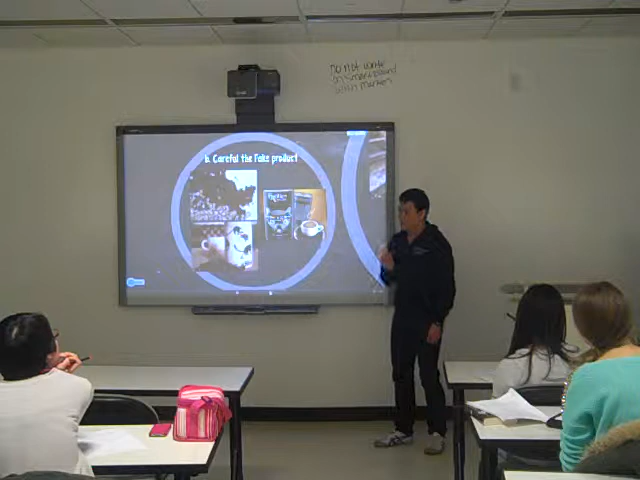 Do not write
on Smartboard
with marker
b. Careful the Fake product